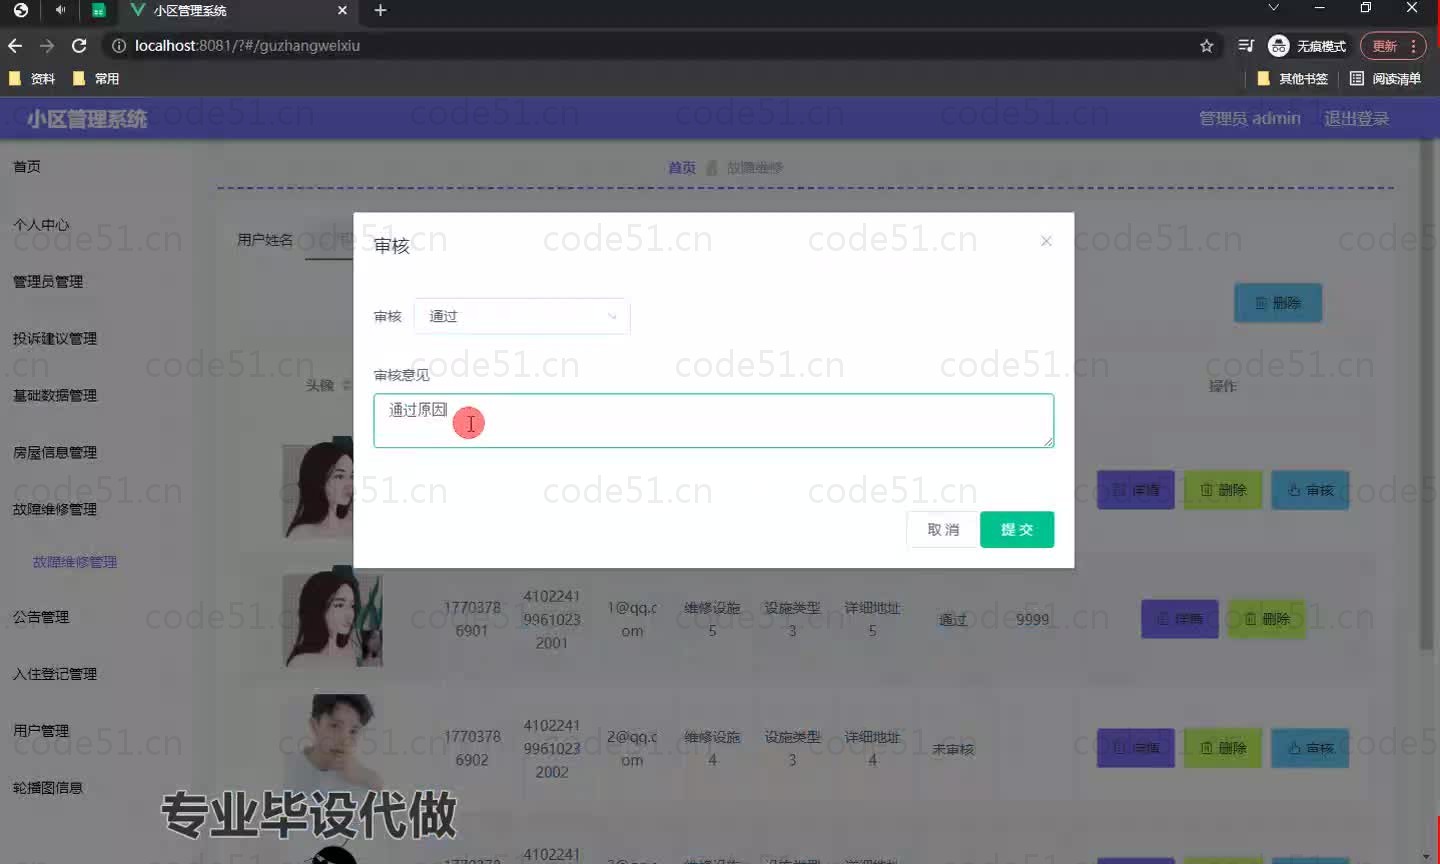 小区管理系统
localhost:8081/?#/guzhangweixiu
无痕模式
更新
资料
常用
其他书签
阅读清单
小区管理系统
管理员 admin
退出登录
首页
首页
故障维修
个人中心
用户姓名
管理员管理
投诉建议管理
基础数据管理
房屋信息管理
故障维修管理
故障维修管理
公告管理
入住登记管理
用户管理
轮播图信息
删除
头像
操作
审核
审核
通过
审核意见
通过原因
取消
提交
详情
删除
审核
1770378
6901
4102241
9961023
2001
1@qq.c
om
维修设施
5
设施类型
3
详细地址
5
通过
9999
详情
删除
1770378
6902
4102241
9961023
2002
2@qq.c
om
维修设施
4
设施类型
3
详细地址
4
未审核
详情
删除
审核
4102241
专业毕设代做
code51.cn